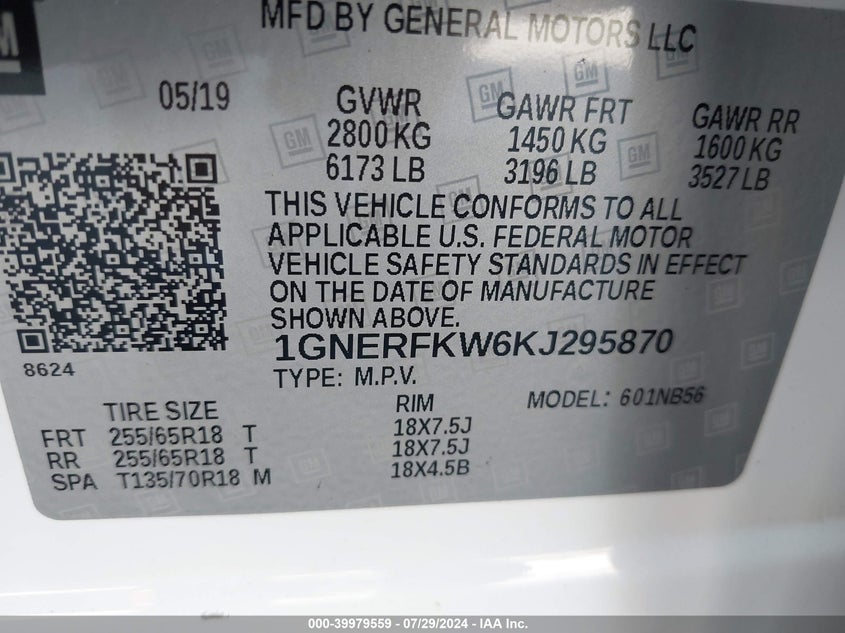 GM
MFD BY GENERAL MOTORS LLC
05/19
GVWR
2800 KG
6173 LB
GAWR FRT
1450 KG
3196 LB
GAWR RR
1600 KG
3527 LB
THIS VEHICLE CONFORMS TO ALL
APPLICABLE U.S. FEDERAL MOTOR
VEHICLE SAFETY STANDARDS IN EFFECT
ON THE DATE OF MANUFACTURE
SHOWN ABOVE.
1GNERFKW6KJ295870
8624
TYPE: M.P.V.
MODEL: 601NB56
TIRE SIZE RIM
FRT 255/65R18 T 18X7.5J
RR 255/65R18 T 18X7.5J
SPA T135/70R18 M 18X4.5B
000-39979559 - 07/29/2024 - IAA Inc.